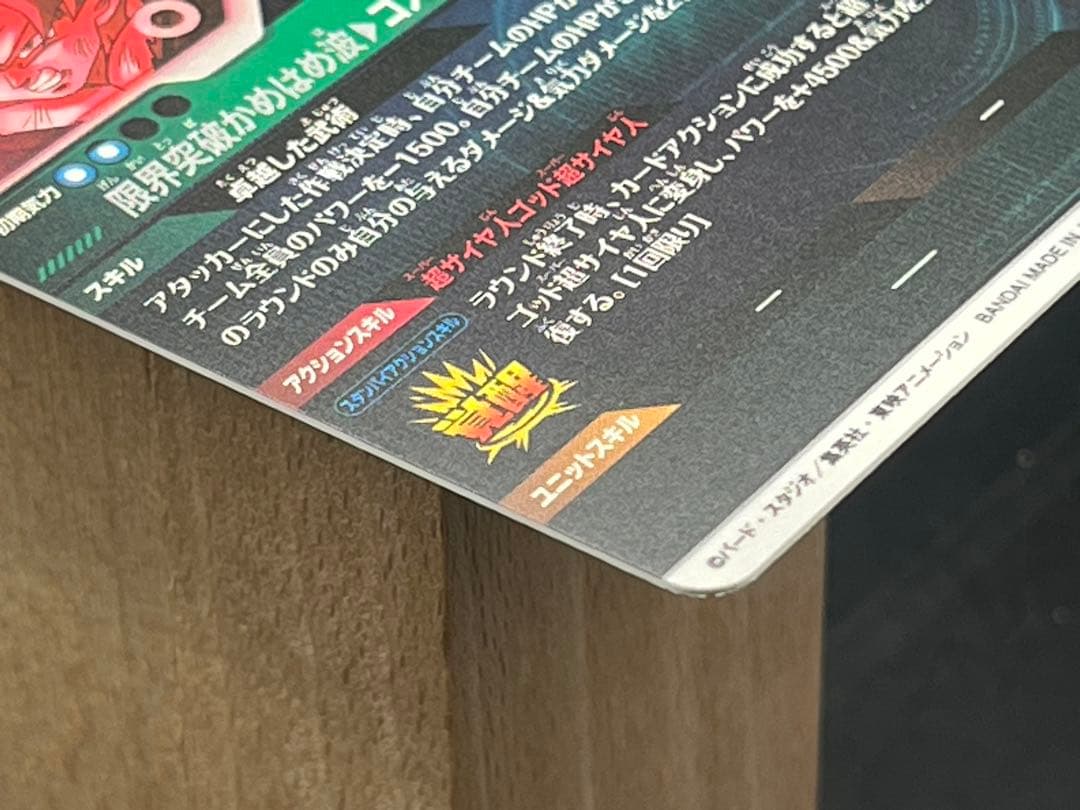 限界突破かめはめ波▶ゴ
初期気力
スキル
卓越した武術
アタッカーにした作戦決定時、自分チームのHPが
チーム全員のパワーを-1500。自分チームのHPが
のラウンドのみ自分の与えるダメージ&気力ダメージを
アクションスキル
超サイヤ人ゴッド超サイヤ人
スタンバイアクションスキル
覚醒
ラウンド終了時、カードアクションに成功すると
ゴッド超サイヤ人に変身し、パワーを+4500&気力を
復する。[1回限り]
ユニットスキル
©バード・スタジオ/集英社・東映アニメーション BANDAI MADE IN